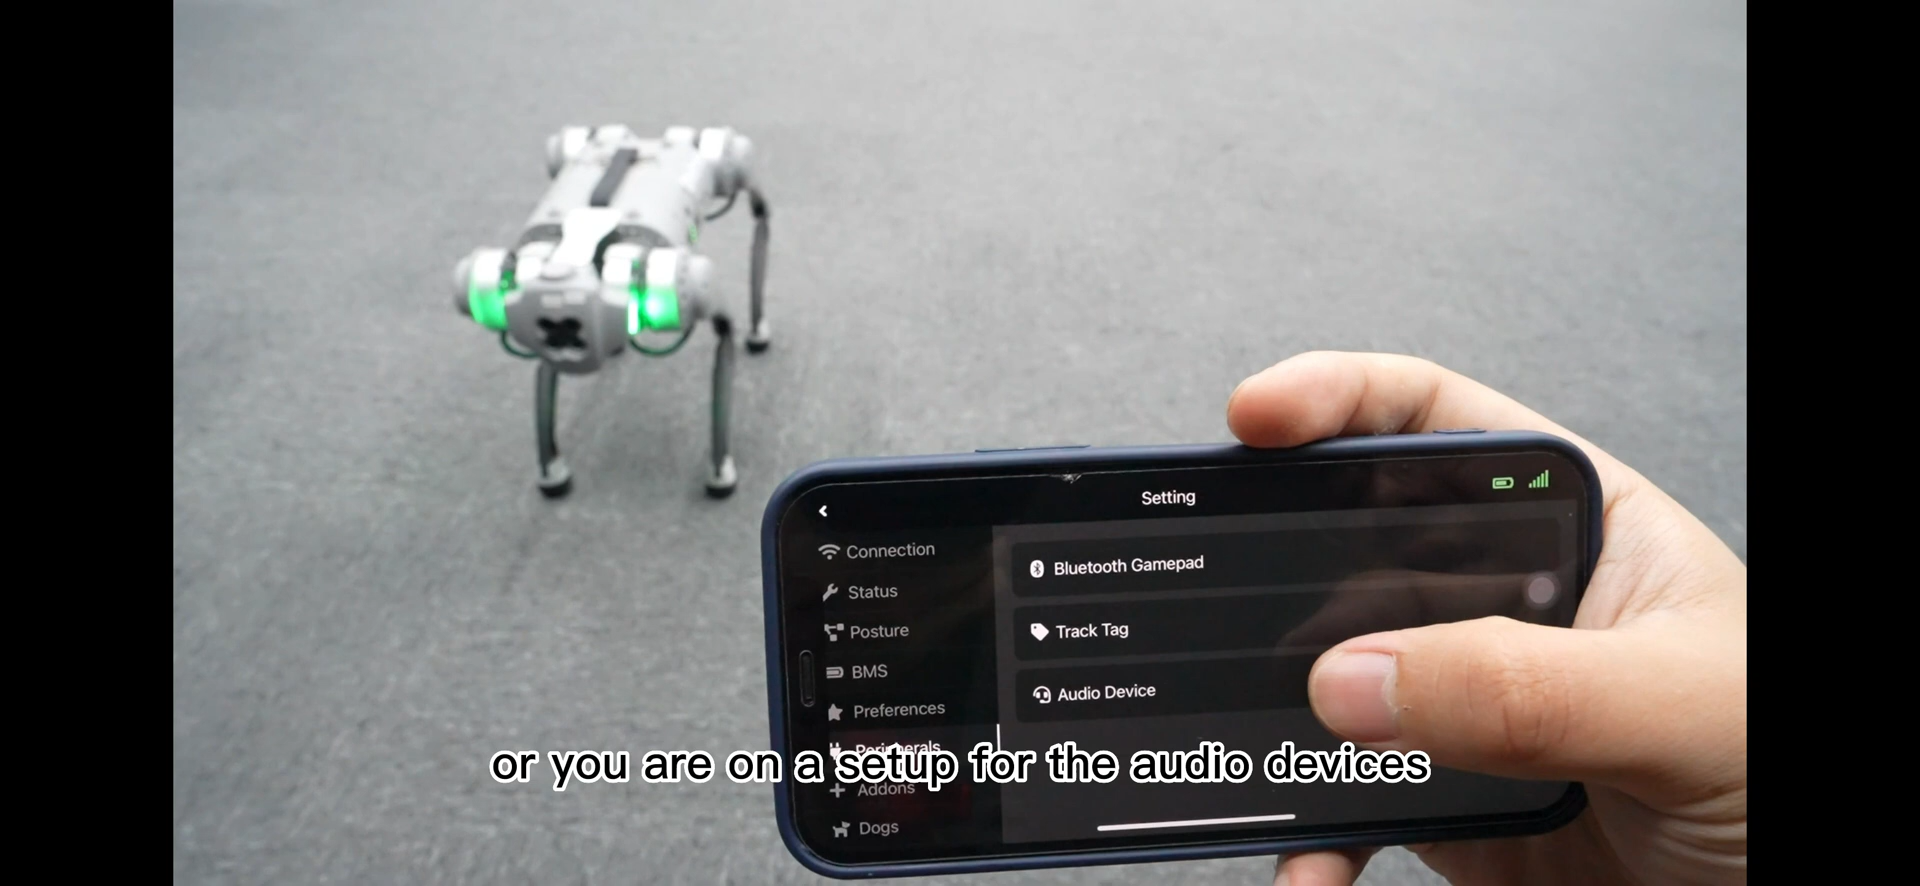 Setting
Connection
Status
Posture
BMS
Preferences
Peripherals
Addons
Dogs
Bluetooth Gamepad
Track Tag
Audio Device
or you are on a setup for the audio devices